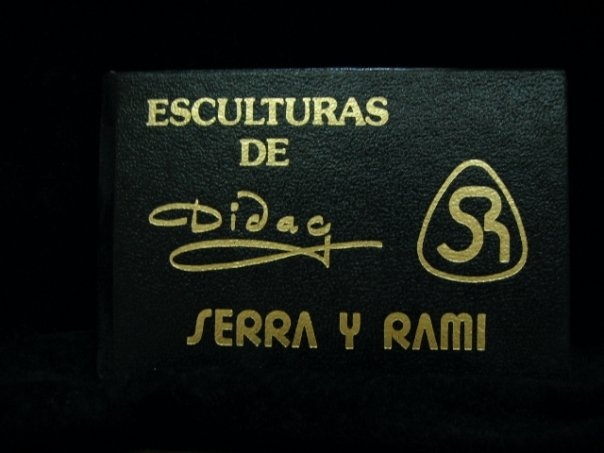 ESCULTURAS
DE
Didac
SR
SERRA Y RAMI